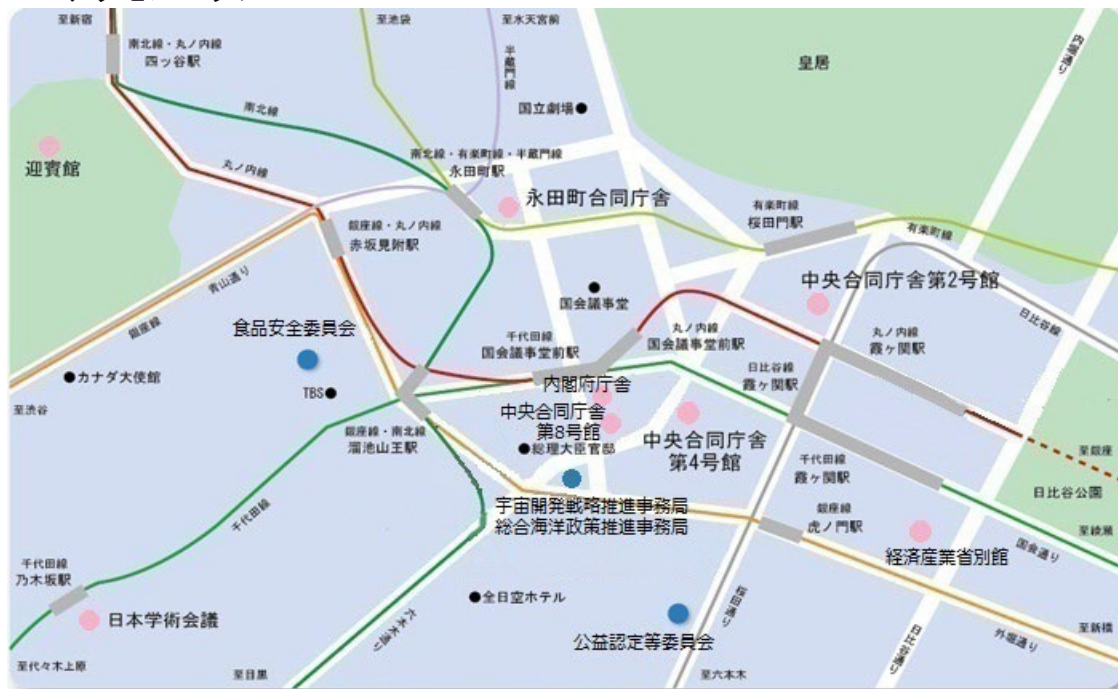 至新宿
至池袋
至水天宮前
南北線・丸ノ内線
四ッ谷駅
半蔵門線
内堀通り
皇居
南北線
国立劇場
迎賓館
丸ノ内線
南北線・有楽町線・半蔵門線
永田町駅
永田町合同庁舎
有楽町線
桜田門駅
有楽町線
銀座線・丸ノ内線
赤坂見附駅
青山通り
銀座線
国会議事堂
中央合同庁舎第2号館
日比谷線
食品安全委員会
千代田線
国会議事堂前駅
丸ノ内線
国会議事堂前駅
丸ノ内線
霞ヶ関駅
日比谷線
霞ヶ関駅
カナダ大使館
TBS
内閣府庁舎
至渋谷
中央合同庁舎
第8号館
銀座線・南北線
溜池山王駅
総理大臣官邸
中央合同庁舎
第4号館
至銀座
千代田線
霞ヶ関駅
日比谷公園
宇宙開発戦略推進事務局
総合海洋政策推進事務局
銀座線
虎ノ門駅
至綾瀬
千代田線
国会通り
経済産業省別館
千代田線
乃木坂駅
日本学術会議
全日空ホテル
六本木通り
桜田通り
公益認定等委員会
日比谷通り
外堀通り
至新橋
至代々木上原
至目黒
至六本木